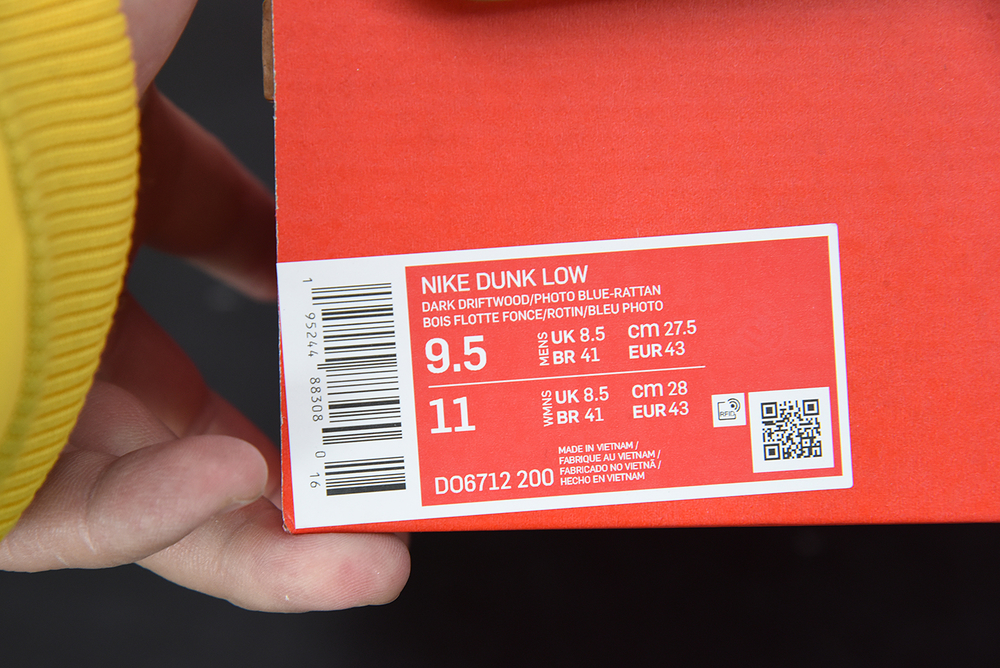 NIKE DUNK LOW
DARK DRIFTWOOD/PHOTO BLUE-RATTAN
BOIS FLOTTE FONCE/ROTIN/BLEU PHOTO
9.5 MENS UK 8.5 cm 27.5
BR 41 EUR 43
11 WMNS UK 8.5 cm 28
BR 41 EUR 43
RFID
MADE IN VIETNAM /
FABRIQUE AU VIETNAM /
FABRICADO NO VIETNÃ /
HECHO EN VIETNAM
DO6712 200
1 95244 88308 0 16